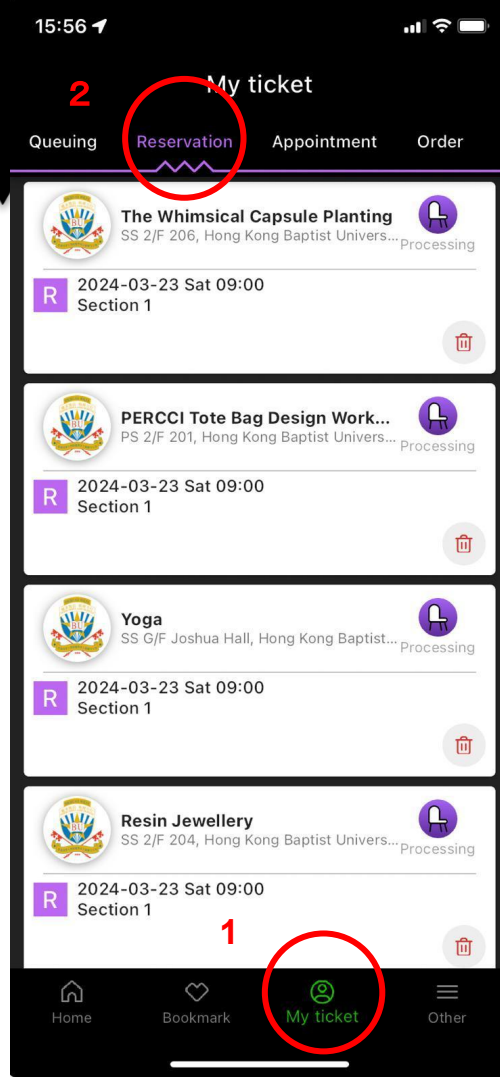 15:56
My ticket
2
Queuing Reservation Appointment Order
The Whimsical Capsule Planting
SS 2/F 206, Hong Kong Baptist Univers...
Processing
R
2024-03-23 Sat 09:00
Section 1
PERCCI Tote Bag Design Work...
PS 2/F 201, Hong Kong Baptist Univers...
Processing
R
2024-03-23 Sat 09:00
Section 1
Yoga
SS G/F Joshua Hall, Hong Kong Baptist...
Processing
R
2024-03-23 Sat 09:00
Section 1
Resin Jewellery
SS 2/F 204, Hong Kong Baptist Univers...
Processing
R
2024-03-23 Sat 09:00
Section 1
1
Home Bookmark My ticket Other